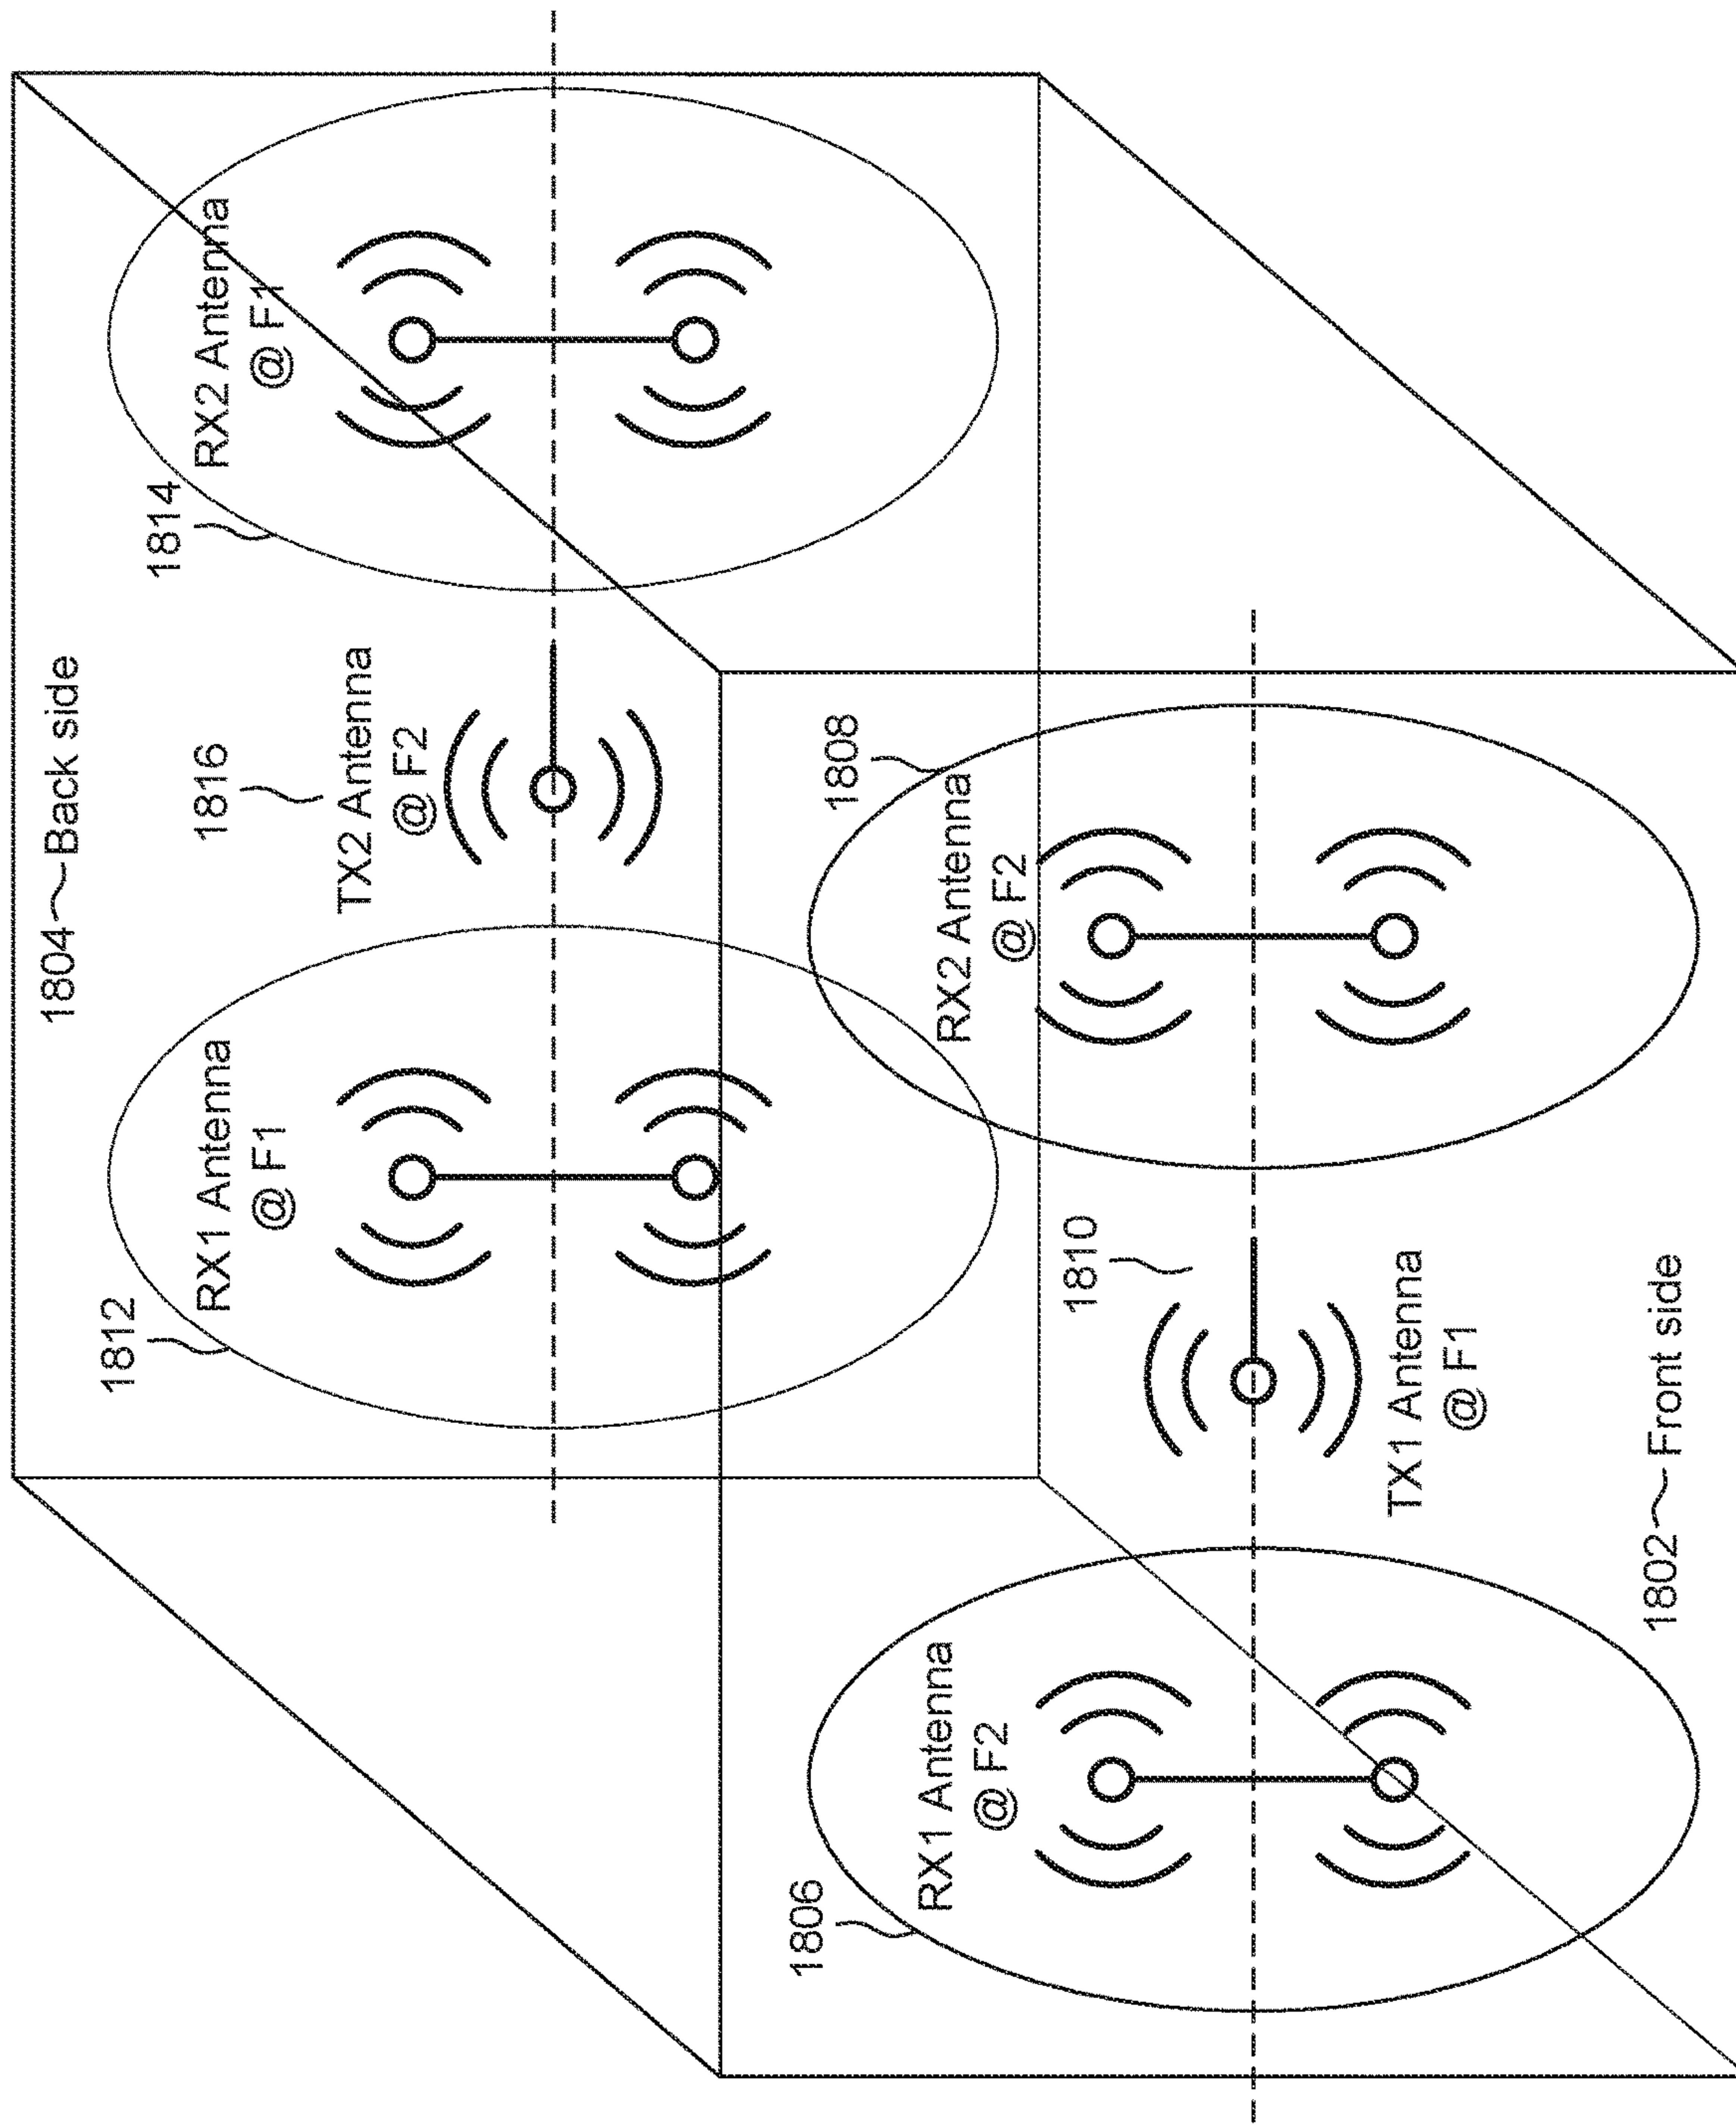 1804 Back side
1814
RX2 Antenna
@ F1
1816
TX2 Antenna
@ F2
1812
RX1 Antenna
@ F1
1808
RX2 Antenna
@ F2
1810
TX1 Antenna
@ F1
1806
RX1 Antenna
@ F2
1802 Front side